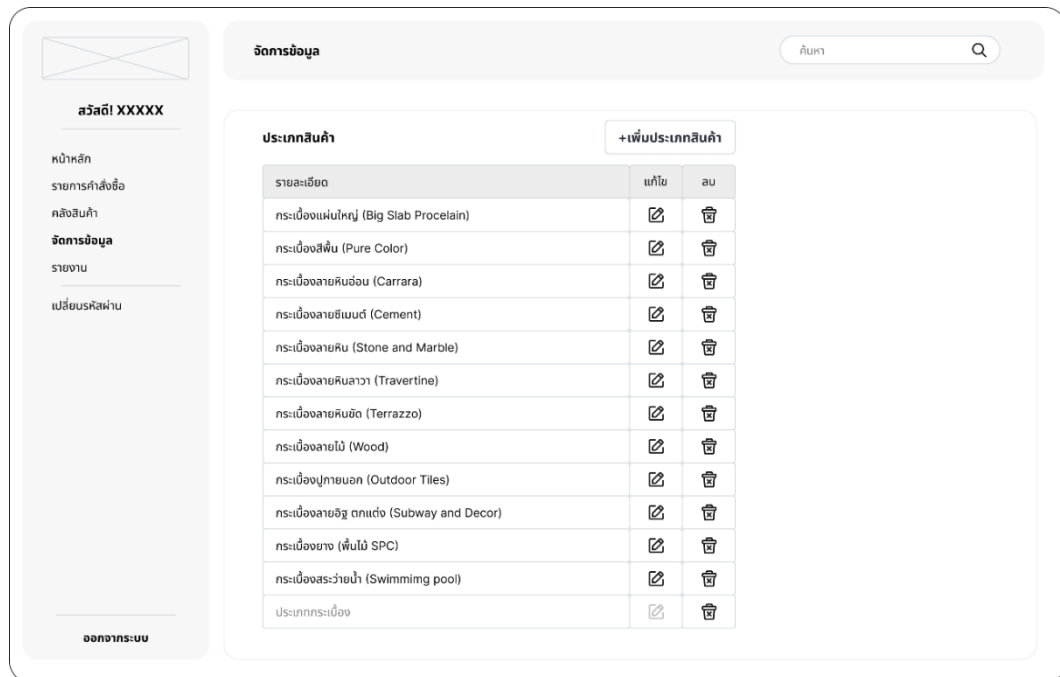 จัดการข้อมูล
ค้นหา
สวัสดี! XXXXX
หน้าหลัก
รายการคำสั่งซื้อ
คลังสินค้า
จัดการข้อมูล
รายงาน
เปลี่ยนรหัสผ่าน
ออกจากระบบ
ประเภทสินค้า
+เพิ่มประเภทสินค้า
รายละเอียด แก้ไข ลบ
กระเบื้องแผ่นใหญ่ (Big Slab Procelain)
กระเบื้องสีพื้น (Pure Color)
กระเบื้องลายหินอ่อน (Carrara)
กระเบื้องลายซีเมนต์ (Cement)
กระเบื้องลายหิน (Stone and Marble)
กระเบื้องลายหินลาวา (Travertine)
กระเบื้องลายหินขัด (Terrazzo)
กระเบื้องลายไม้ (Wood)
กระเบื้องปูภายนอก (Outdoor Tiles)
กระเบื้องลายอิฐ ตกแต่ง (Subway and Decor)
กระเบื้องยาง (พื้นไม้ SPC)
กระเบื้องสระว่ายน้ำ (Swimmimg pool)
ประเภทกระเบื้อง